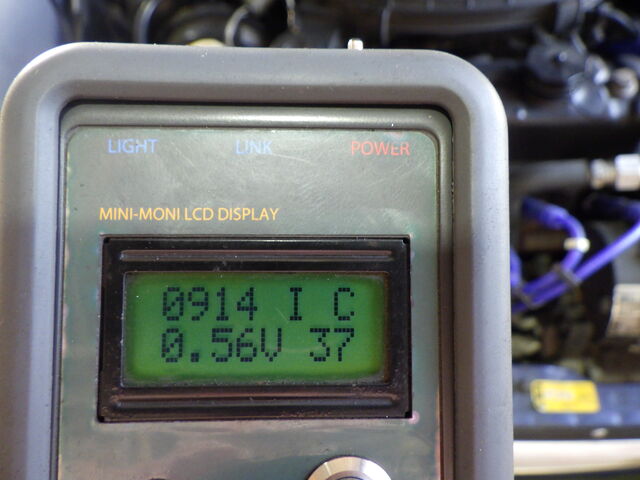 LIGHT LINK POWER
MINI-MONI LCD DISPLAY
0914 I C
0.56V 37